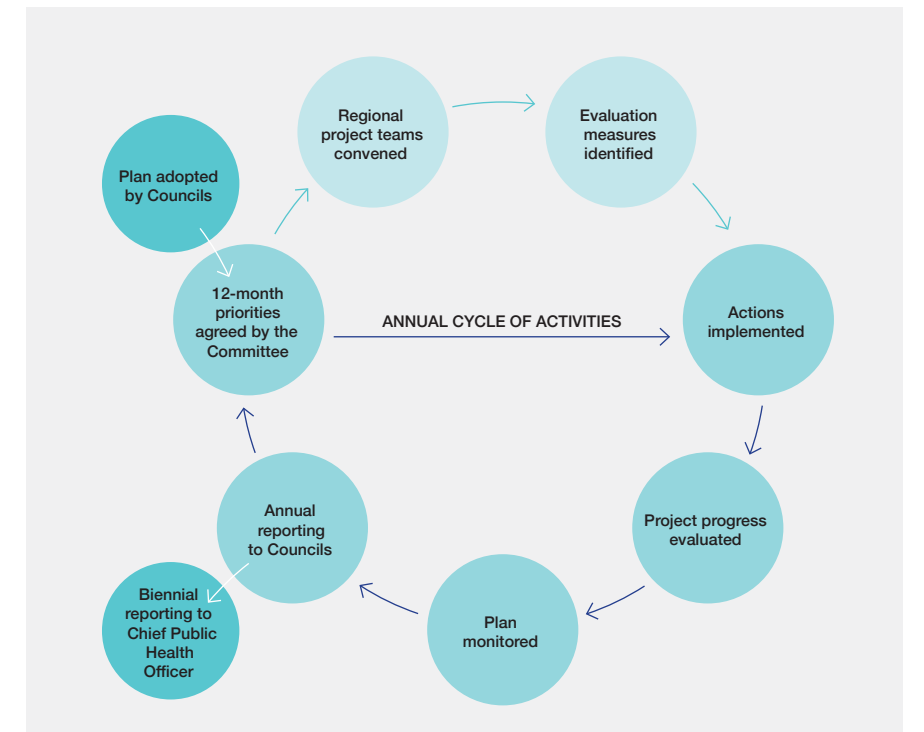 Regional
project teams
convened
Evaluation
measures
identified
Plan adopted
by Councils
12-month
priorities
agreed by the
Committee
ANNUAL CYCLE OF ACTIVITIES
Actions
implemented
Annual
reporting
to Councils
Project progress
evaluated
Biennial
reporting to
Chief Public
Health
Officer
Plan
monitored